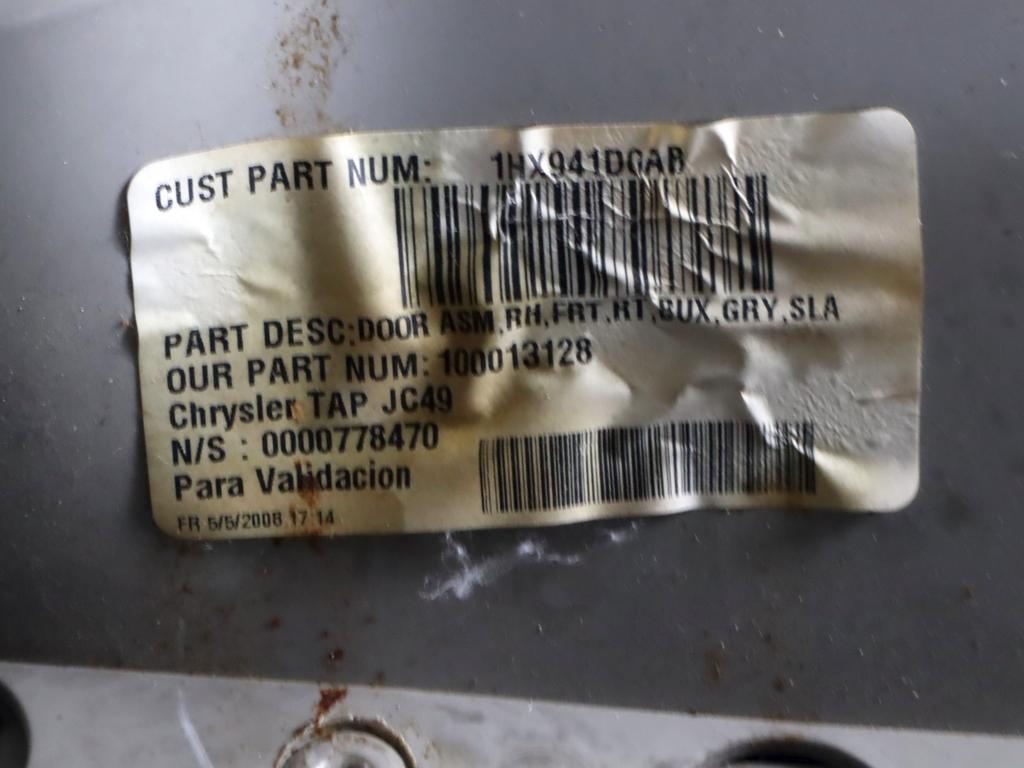 CUST PART NUM: 1HX941D0AB
PART DESC:DOOR ASM,RH,FRT,RT,BUX,GRY,SLA
OUR PART NUM: 100013128
Chrysler TAP JC49
N/S : 0000778470
Para Validacion
FR 5/5/2008 17 14